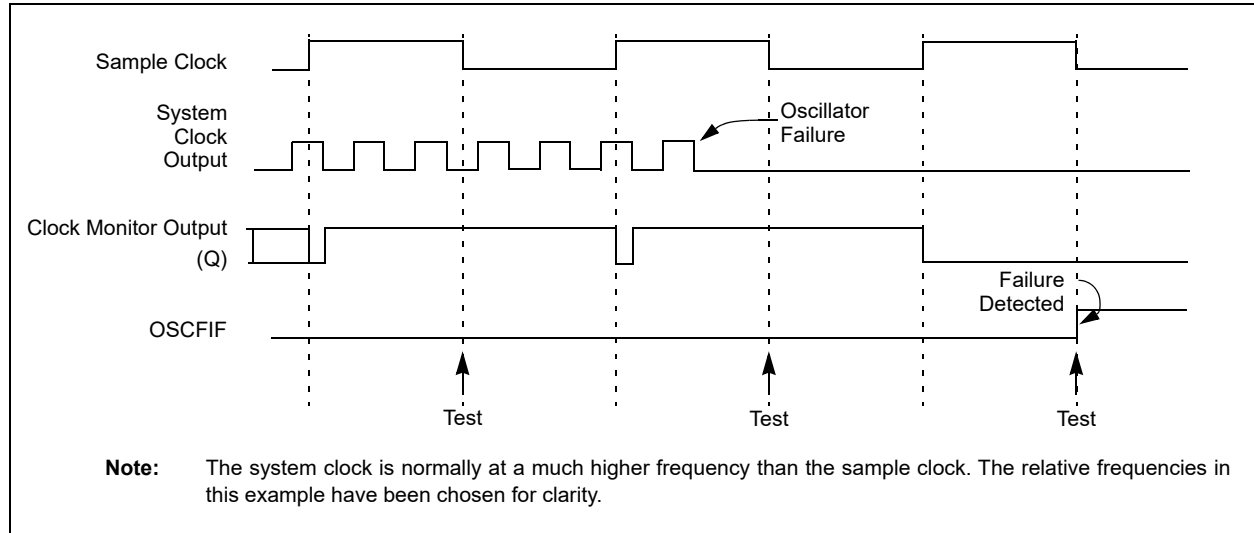 Sample Clock
System
Clock
Output
Oscillator
Failure
Clock Monitor Output
(Q)
Failure
Detected
OSCFIF
Test
Test
Test
Note: The system clock is normally at a much higher frequency than the sample clock. The relative frequencies in
this example have been chosen for clarity.